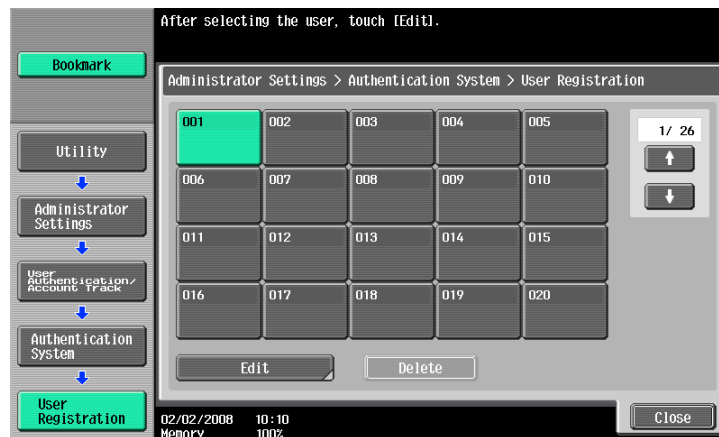 After selecting the user, touch [Edit].
Bookmark
Administrator Settings > Authentication System > User Registration
Utility
Administrator
Settings
User
Authentication/
Account Track
Authentication
System
User
Registration
001 002 003 004 005
006 007 008 009 010
011 012 013 014 015
016 017 018 019 020
1/ 26
Edit Delete
02/02/2008 10:10
Memory 100%
Close